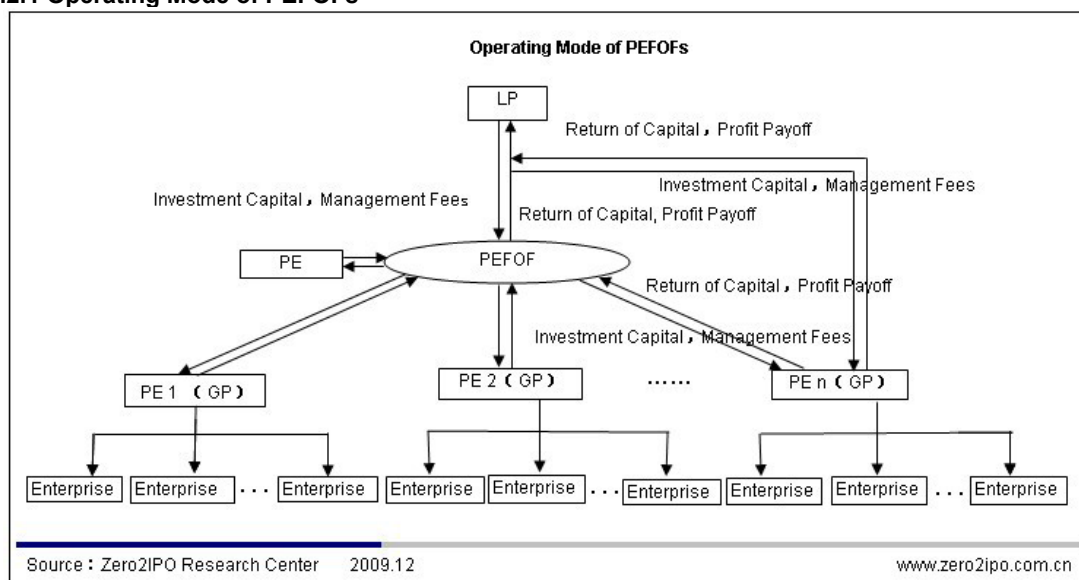 Operating Mode of PEFOFs
LP
Return of Capital，Profit Payoff
Investment Capital，Management Fees
Investment Capital，Management Fees
Return of Capital, Profit Payoff
PE
PEFOF
Return of Capital，Profit Payoff
Investment Capital，Management Fees
PE 1 （GP）
PE 2（GP）
……
PE n（GP）
Enterprise Enterprise ... Enterprise Enterprise Enterprise ... Enterprise Enterprise Enterprise ... Enterprise
Source：Zero2IPO Research Center 2009.12 www.zero2ipo.com.cn